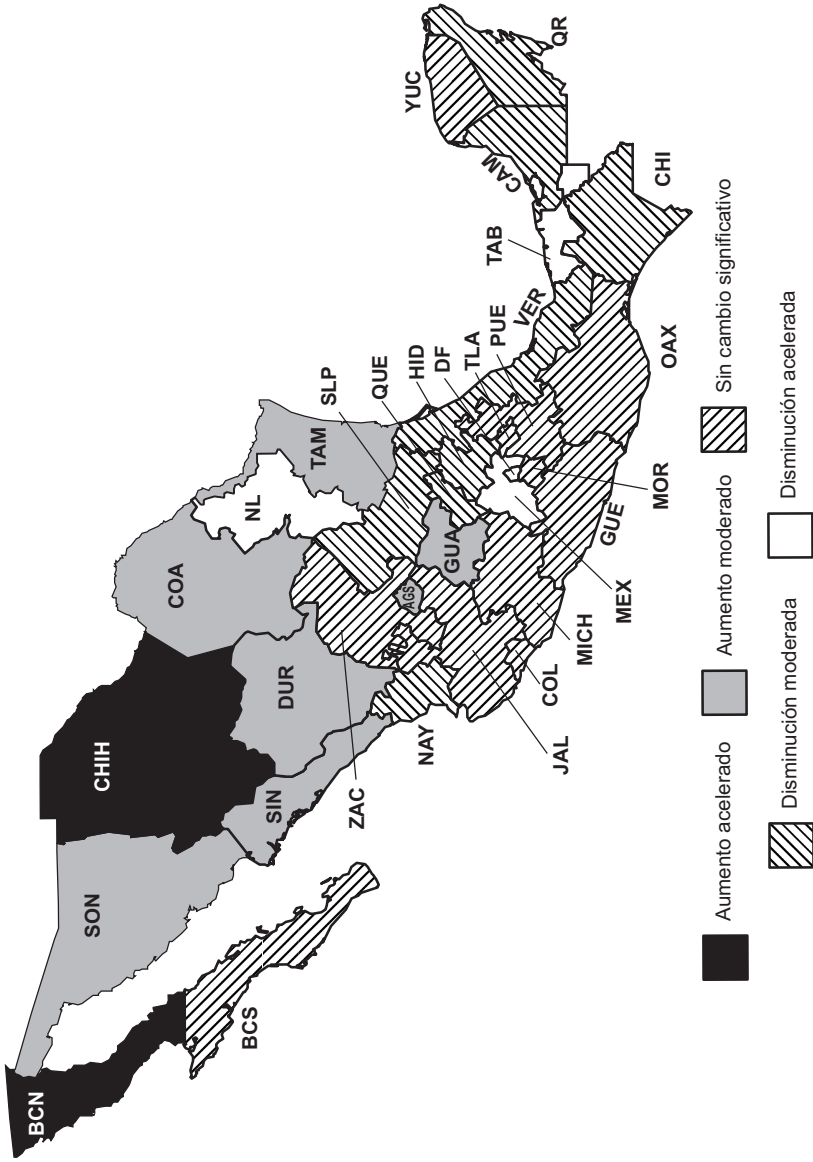 BCN
SON
CHIH
COA
NL
TAM
BCS
SIN
DUR
ZAC
NAY
AGS
JAL
COL
MICH
GUA
SLP
QUE
HID
DF
TLA
PUE
VER
MEX
MOR
GUE
OAX
TAB
CHI
CAM
YUC
QR
Aumento acelerado
Aumento moderado
Sin cambio significativo
Disminución moderada
Disminución acelerada